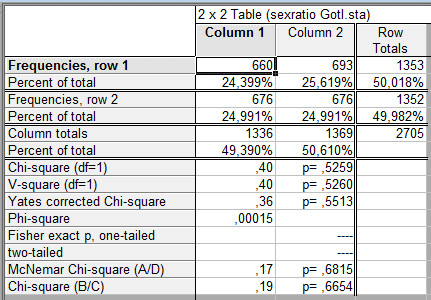 2 x 2 Table (sexratio Gotl.sta)
Column 1 Column 2 Row Totals
Frequencies, row 1 660 693 1353
Percent of total 24,399% 25,619% 50,018%
Frequencies, row 2 676 676 1352
Percent of total 24,991% 24,991% 49,982%
Column totals 1336 1369 2705
Percent of total 49,390% 50,610%
Chi-square (df=1) ,40 p= ,5259
V-square (df=1) ,40 p= ,5260
Yates corrected Chi-square ,36 p= ,5513
Phi-square ,00015
Fisher exact p, one-tailed ----
two-tailed ----
McNemar Chi-square (A/D) ,17 p= ,6815
Chi-square (B/C) ,19 p= ,6654